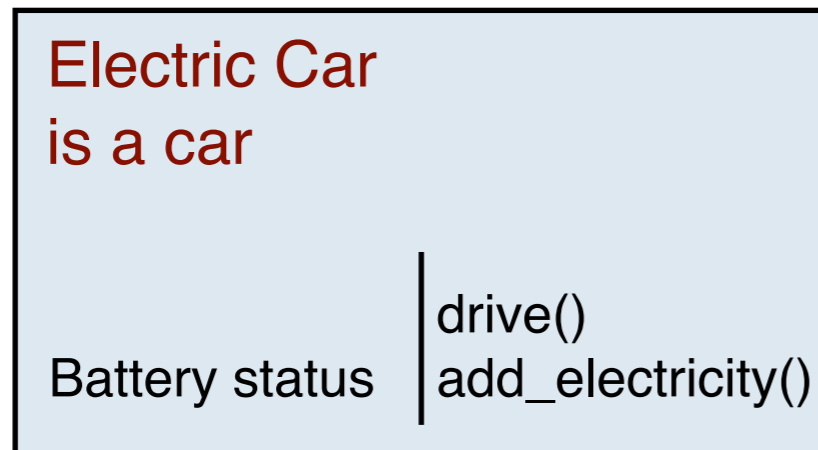 Electric Car
is a car
drive()
Battery status
add_electricity()